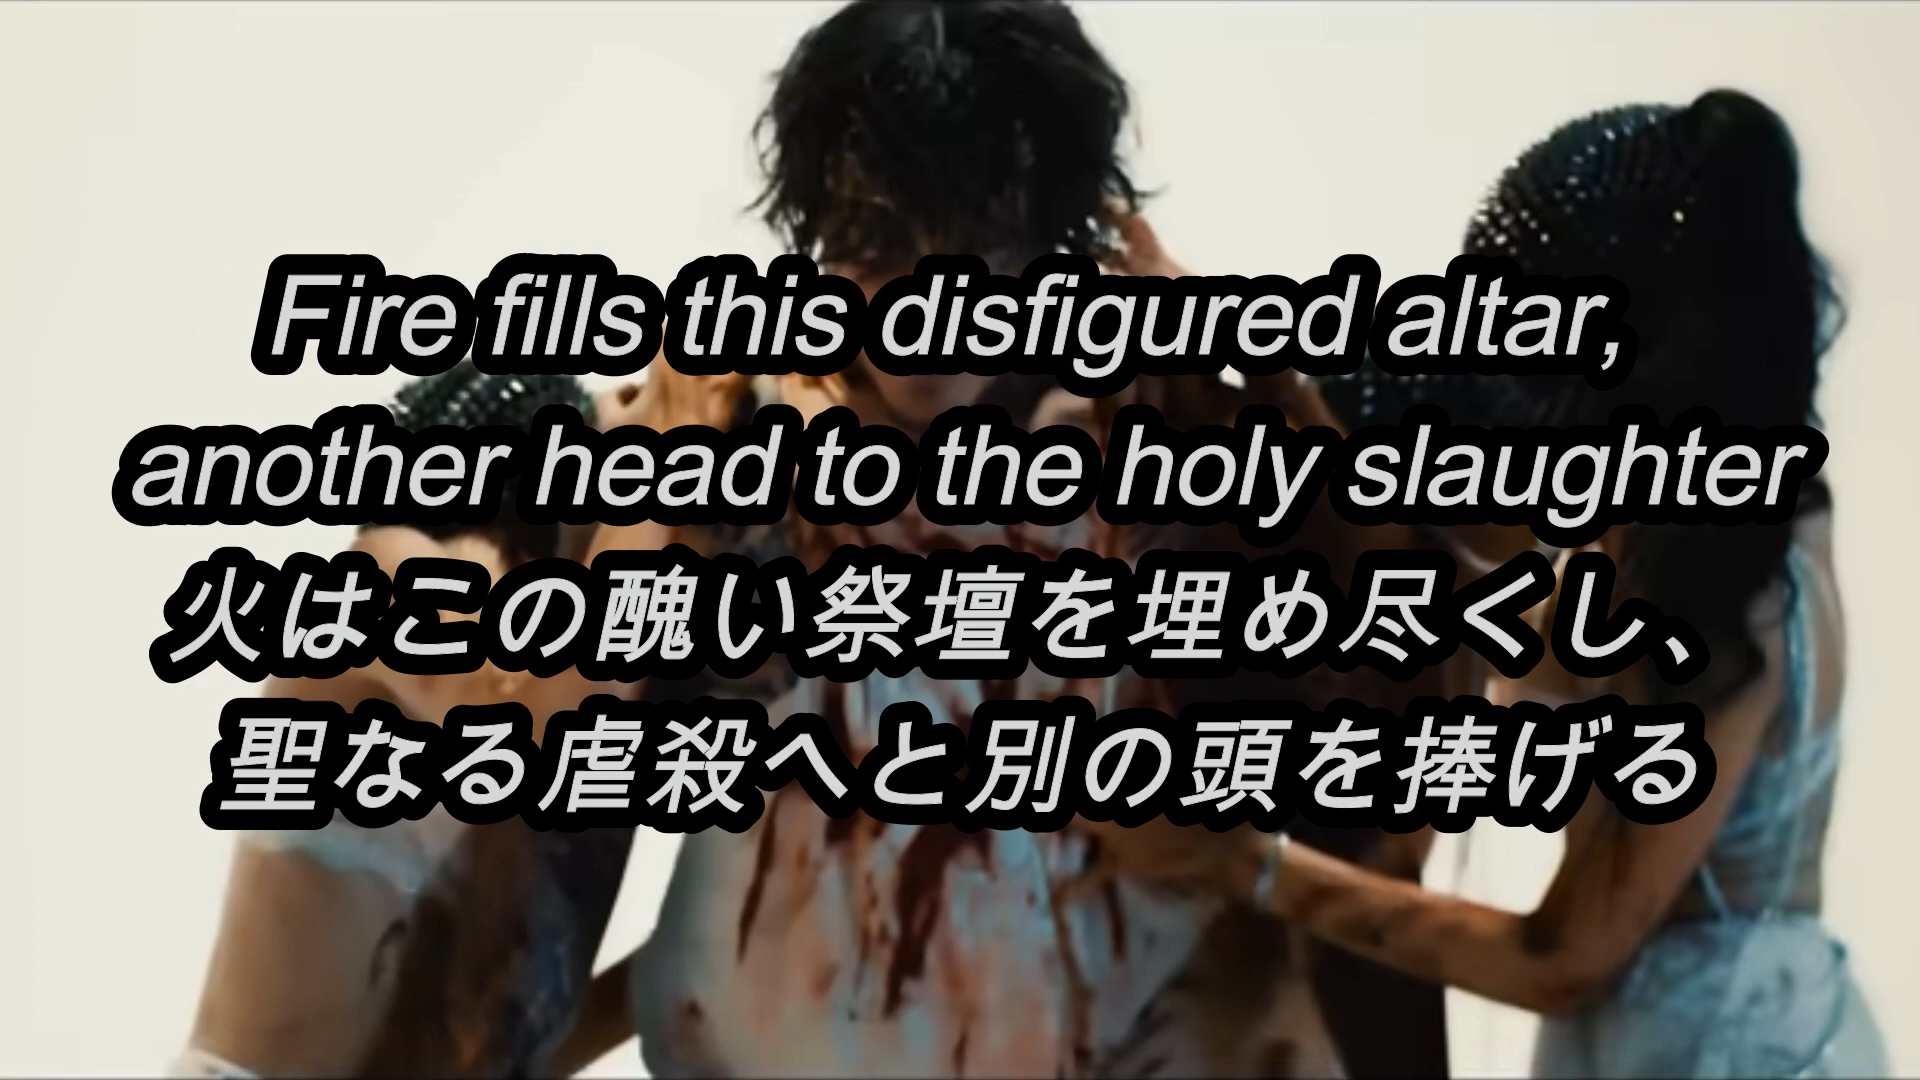 Fire fills this disfigured altar,
another head to the holy slaughter
火はこの醜い祭壇を埋め尽くし、
聖なる虐殺へと別の頭を捧げる